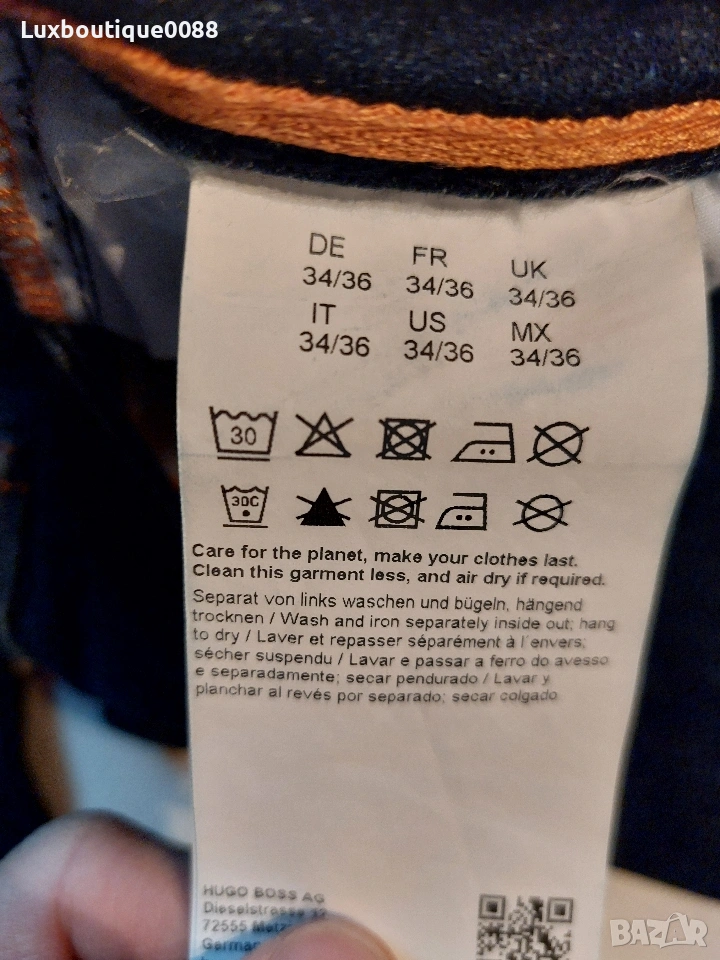 Luxboutique0088
DE FR UK
34/36 34/36 34/36
IT US MX
34/36 34/36 34/36
30
30C
Care for the planet, make your clothes last.
Clean this garment less, and air dry if required.
Separat von links waschen und bügeln, hängend
trocknen / Wash and iron separately inside out; hang
to dry / Laver et repasser séparément à l'envers;
sécher suspendu / Lavar e passar a ferro do avesso
e separadamente; secar pendurado / Lavar y
planchar al revés por separado; secar colgado
HUGO BOSS AG
Dieselstrasse 12
72555
BAZAR